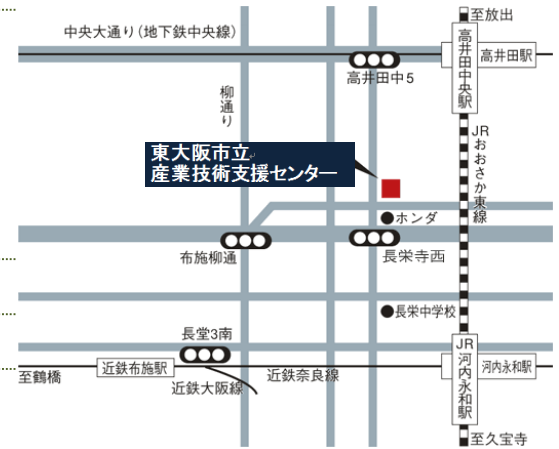 至放出
中央大通り(地下鉄中央線)
高井田中央駅
高井田駅
高井田中5
柳通り
JRおおさか東線
東大阪市立
産業技術支援センター
ホンダ
布施柳通
長栄寺西
長栄中学校
長堂3南
JR河内永和駅
河内永和駅
近鉄布施駅
近鉄奈良線
至鶴橋
近鉄大阪線
至久宝寺